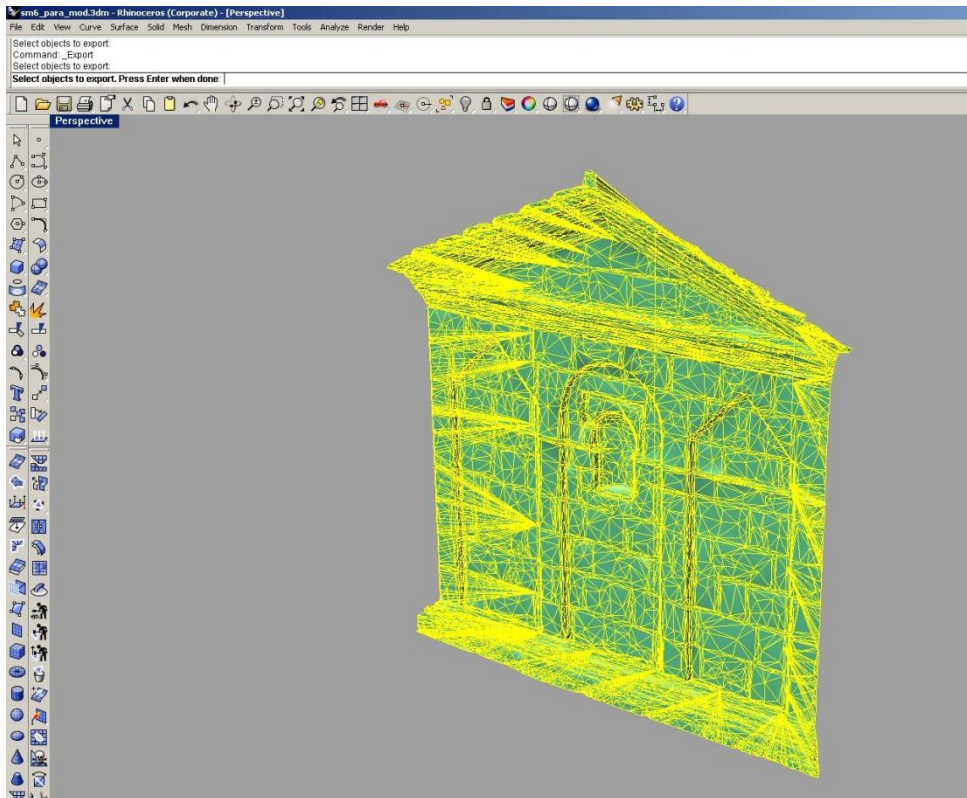 sm6_para_mod.3dm - Rhinoceros (Corporate) - [Perspective]
File Edit View Curve Surface Solid Mesh Dimension Transform Tools Analyze Render Help
Select objects to export:
Command: _Export
Select objects to export:
Select objects to export. Press Enter when done:
Perspective